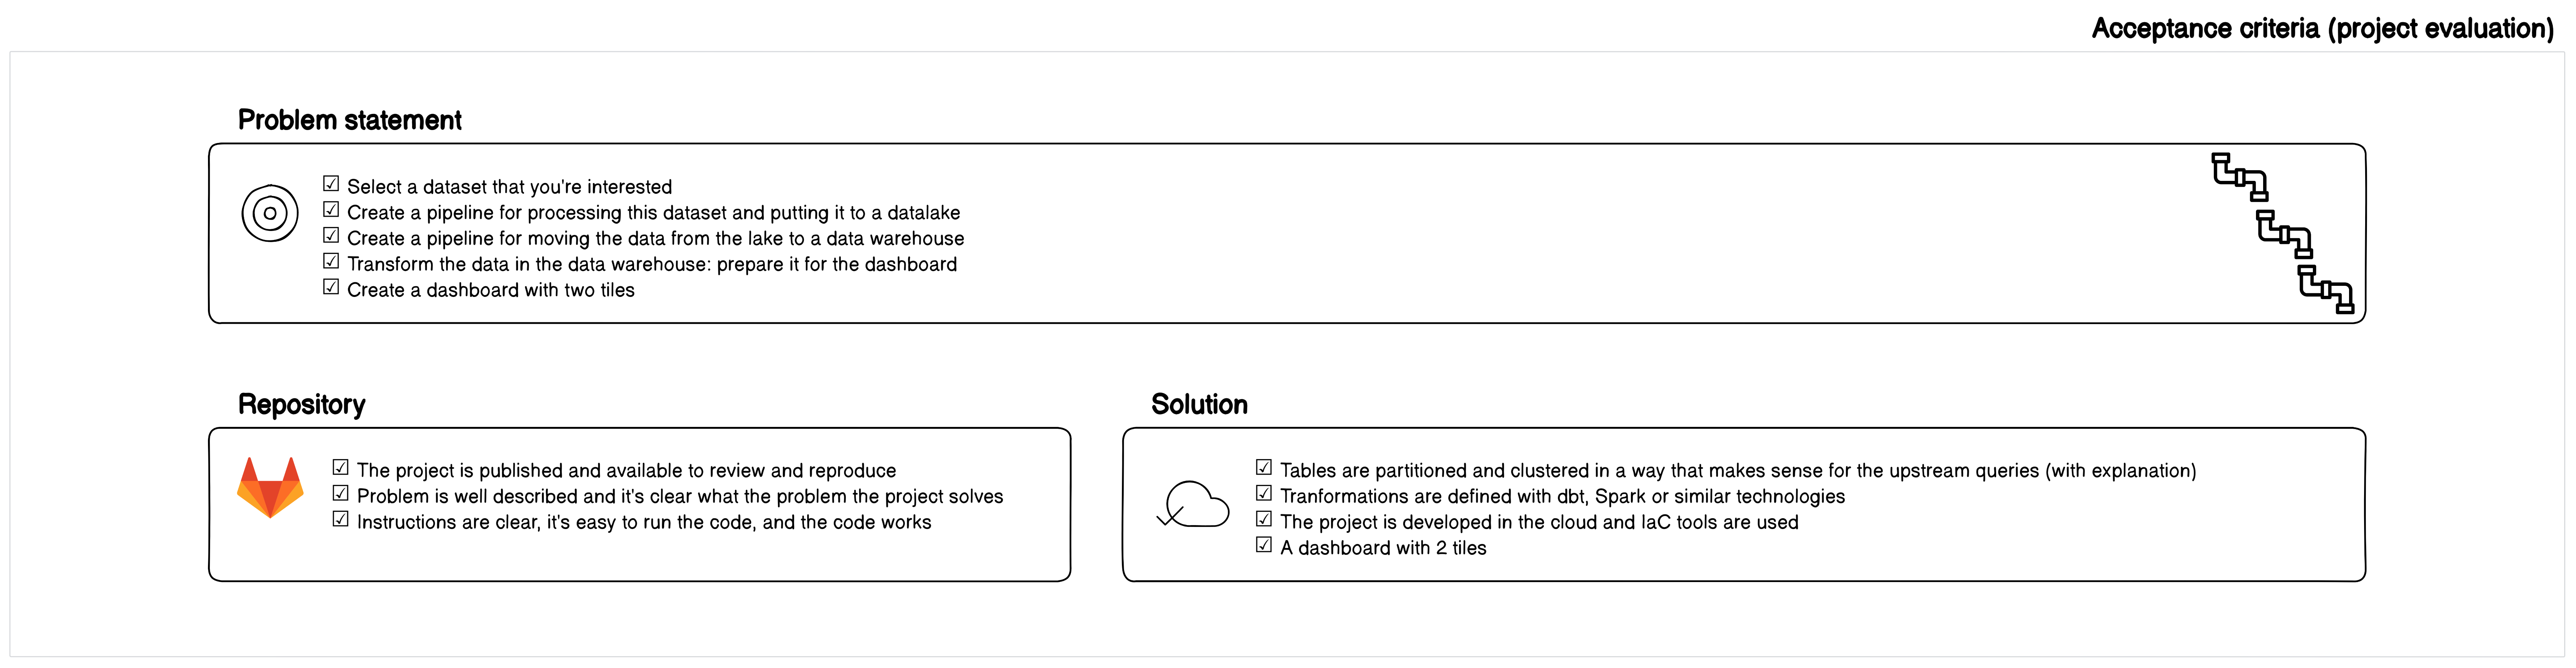 Acceptance criteria (project evaluation)
Problem statement
☑ Select a dataset that you're interested
☑ Create a pipeline for processing this dataset and putting it to a datalake
☑ Create a pipeline for moving the data from the lake to a data warehouse
☑ Transform the data in the data warehouse: prepare it for the dashboard
☑ Create a dashboard with two tiles
Repository
☑ The project is published and available to review and reproduce
☑ Problem is well described and it's clear what the problem the project solves
☑ Instructions are clear, it's easy to run the code, and the code works
Solution
☑ Tables are partitioned and clustered in a way that makes sense for the upstream queries (with explanation)
☑ Tranformations are defined with dbt, Spark or similar technologies
☑ The project is developed in the cloud and IaC tools are used
☑ A dashboard with 2 tiles